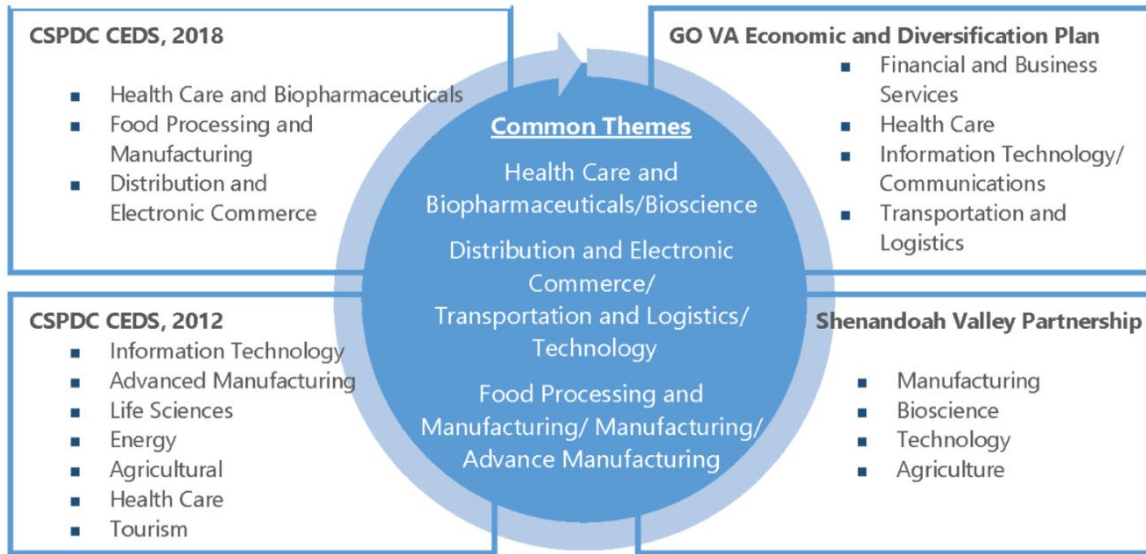 CSPDC CEDS, 2018
▪ Health Care and Biopharmaceuticals
▪ Food Processing and
Manufacturing
▪ Distribution and
Electronic Commerce
GO VA Economic and Diversification Plan
▪ Financial and Business
Services
▪ Health Care
▪ Information Technology/
Communications
▪ Transportation and
Logistics
Common Themes
Health Care and
Biopharmaceuticals/Bioscience
Distribution and Electronic
Commerce/
Transportation and Logistics/
Technology
Food Processing and
Manufacturing/ Manufacturing/
Advance Manufacturing
CSPDC CEDS, 2012
▪ Information Technology
▪ Advanced Manufacturing
▪ Life Sciences
▪ Energy
▪ Agricultural
▪ Health Care
▪ Tourism
Shenandoah Valley Partnership
▪ Manufacturing
▪ Bioscience
▪ Technology
▪ Agriculture